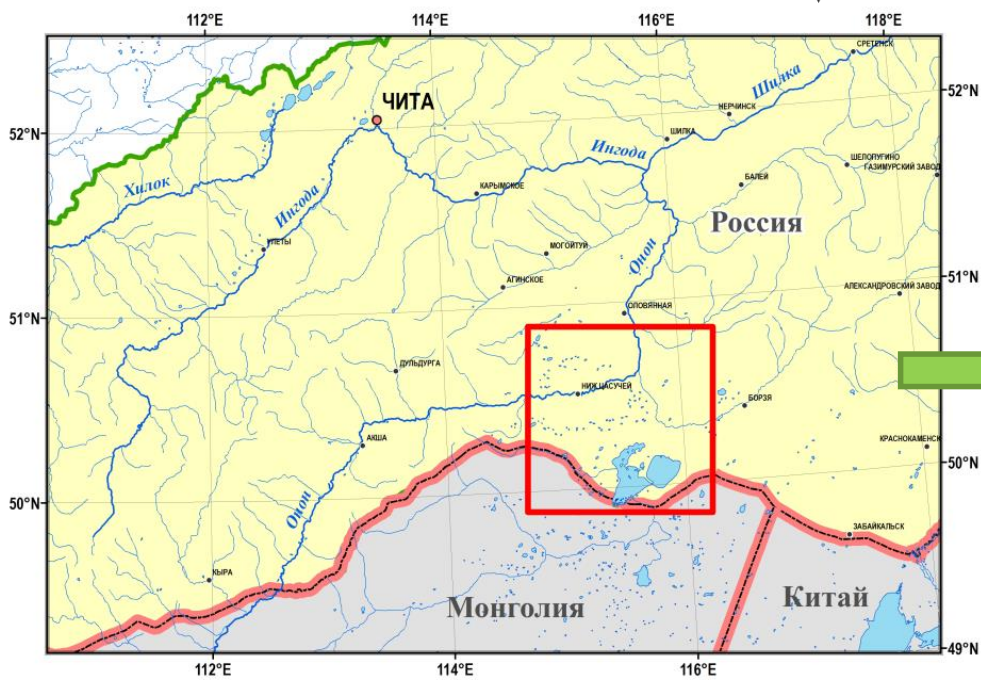 112°E
114°E
116°E
118°E
СРЕТЕНСК
52°N
Шилка
НЕРЧИНСК
ЧИТА
52°N
ШИЛКА
Ингода
ШЕЛОПУГИНО
ГАЗИМУРСКИЙ ЗАВОД
Хилок
КАРЫМСКОЕ
БАЛЕЙ
Ингода
Россия
УЛЕТЫ
МОГОЙТУЙ
Онон
51°N
АГИНСКОЕ
АЛЕКСАНДРОВСКИЙ ЗАВОД
ОЛОВЯННАЯ
51°N
ДУЛЬДУРГА
НИЖ.ЦАСУЧЕЙ
БОРЗЯ
АКША
КРАСНОКАМЕНСК
50°N
50°N
Онон
ЗАБАЙКАЛЬСК
КЫРА
Монголия
Китай
49°N
112°E
114°E
116°E